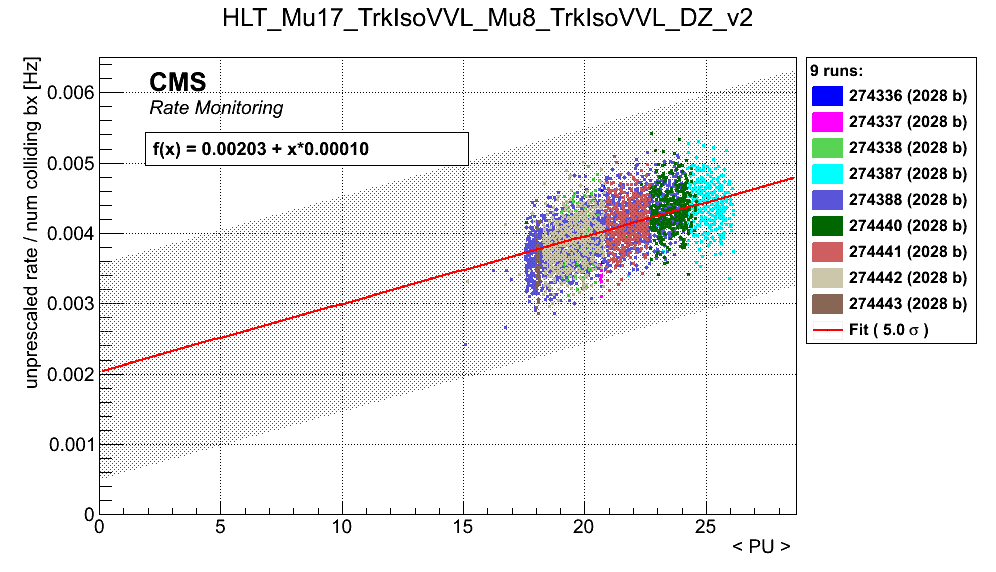 HLT_Mu17_TrkIsoVVL_Mu8_TrkIsoVVL_DZ_v2
unprescaled rate / num colliding bx [Hz]
CMS
Rate Monitoring
f(x) = 0.00203 + x*0.00010
0.006
0.005
0.004
0.003
0.002
0.001
0
0 5 10 15 20 25
< PU >
9 runs:
274336 (2028 b)
274337 (2028 b)
274338 (2028 b)
274387 (2028 b)
274388 (2028 b)
274440 (2028 b)
274441 (2028 b)
274442 (2028 b)
274443 (2028 b)
Fit ( 5.0 σ )